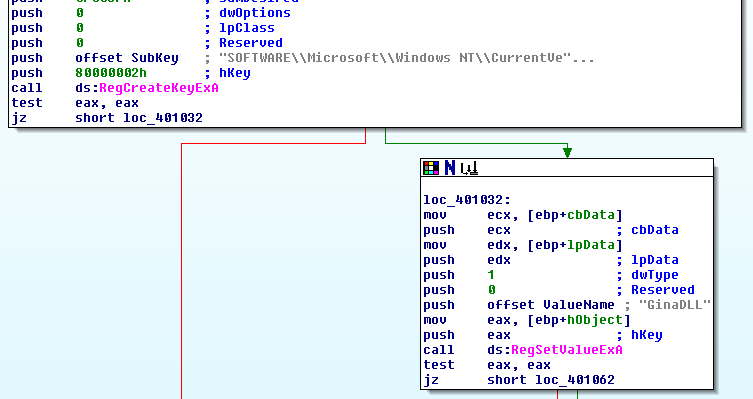 push 0 ; dwOptions
push 0 ; lpClass
push 0 ; Reserved
push offset SubKey ; "SOFTWARE\\Microsoft\\Windows NT\\CurrentVe"...
push 80000002h ; hKey
call ds:RegCreateKeyExA
test eax, eax
jz short loc_401032
loc_401032:
mov ecx, [ebp+cbData]
push ecx ; cbData
mov edx, [ebp+lpData]
push edx ; lpData
push 1 ; dwType
push 0 ; Reserved
push offset ValueName ; "GinaDLL"
mov eax, [ebp+hObject]
push eax ; hKey
call ds:RegSetValueExA
test eax, eax
jz short loc_401062